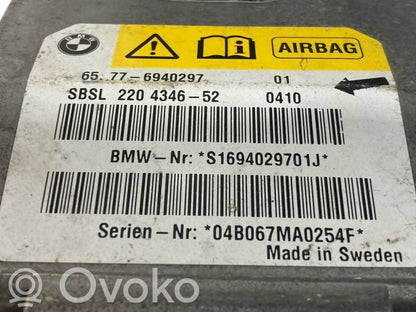 BMW
AIRBAG
65. 77-6940297 01
SBSL 220 4346-52 0410
BMW-Nr: *S1694029701J*
Serien-Nr: *04B067MA0254F*
Made in Sweden
Ovoko